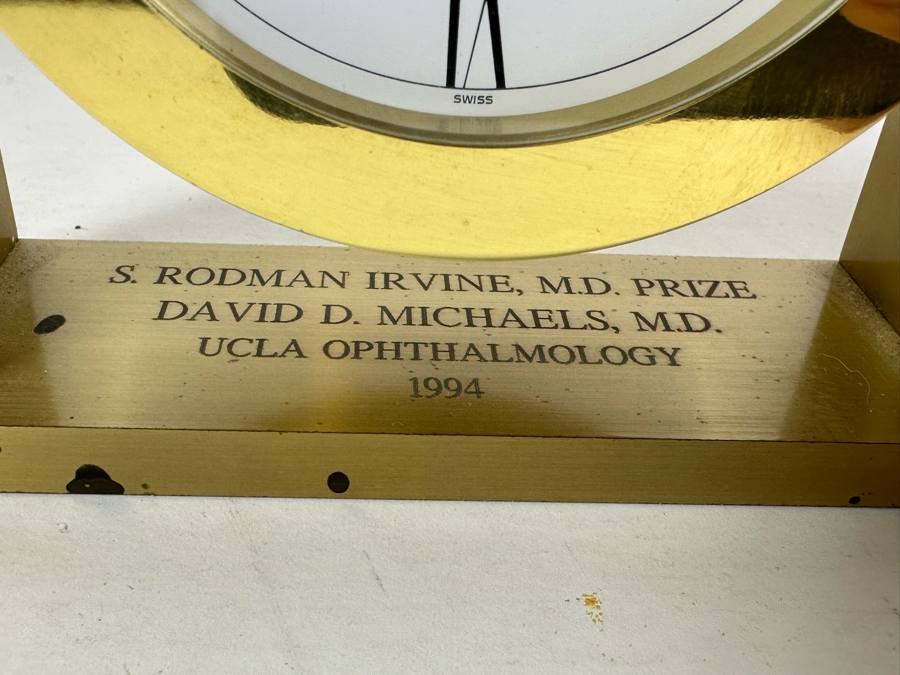 SWISS
S. RODMAN IRVINE, M.D. PRIZE
DAVID D. MICHAELS, M.D.
UCLA OPHTHALMOLOGY
1994